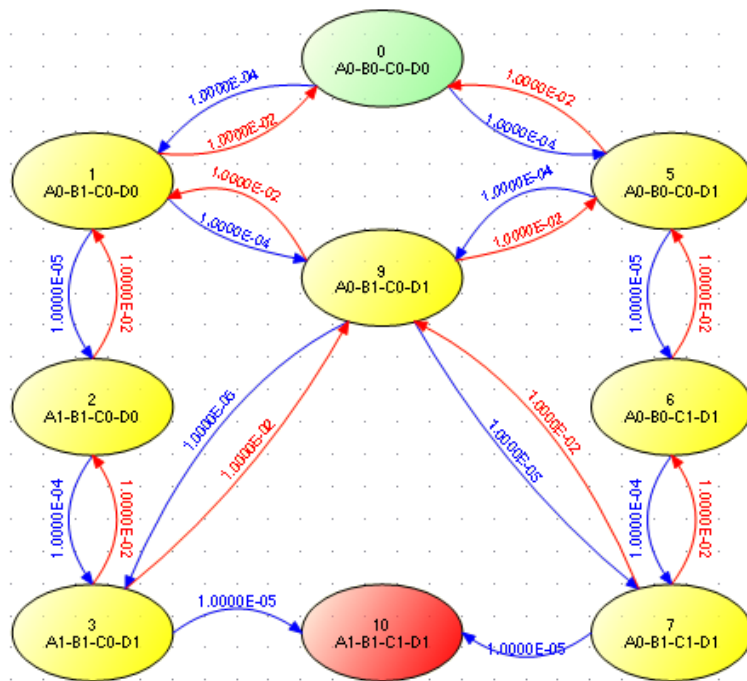 0
A0-B0-C0-D0
1.0000E-04
1.0000E-02
1.0000E-02
1.0000E-04
1
A0-B1-C0-D0
5
A0-B0-C0-D1
1.0000E-02
1.0000E-04
1.0000E-04
1.0000E-02
9
A0-B1-C0-D1
1.0000E-05
1.0000E-02
1.0000E-05
1.0000E-02
2
A1-B1-C0-D0
6
A0-B0-C1-D1
1.0000E-05
1.0000E-02
1.0000E-02
1.0000E-05
1.0000E-04
1.0000E-02
1.0000E-04
1.0000E-02
3
A1-B1-C0-D1
1.0000E-05
10
A1-B1-C1-D1
1.0000E-05
7
A0-B1-C1-D1